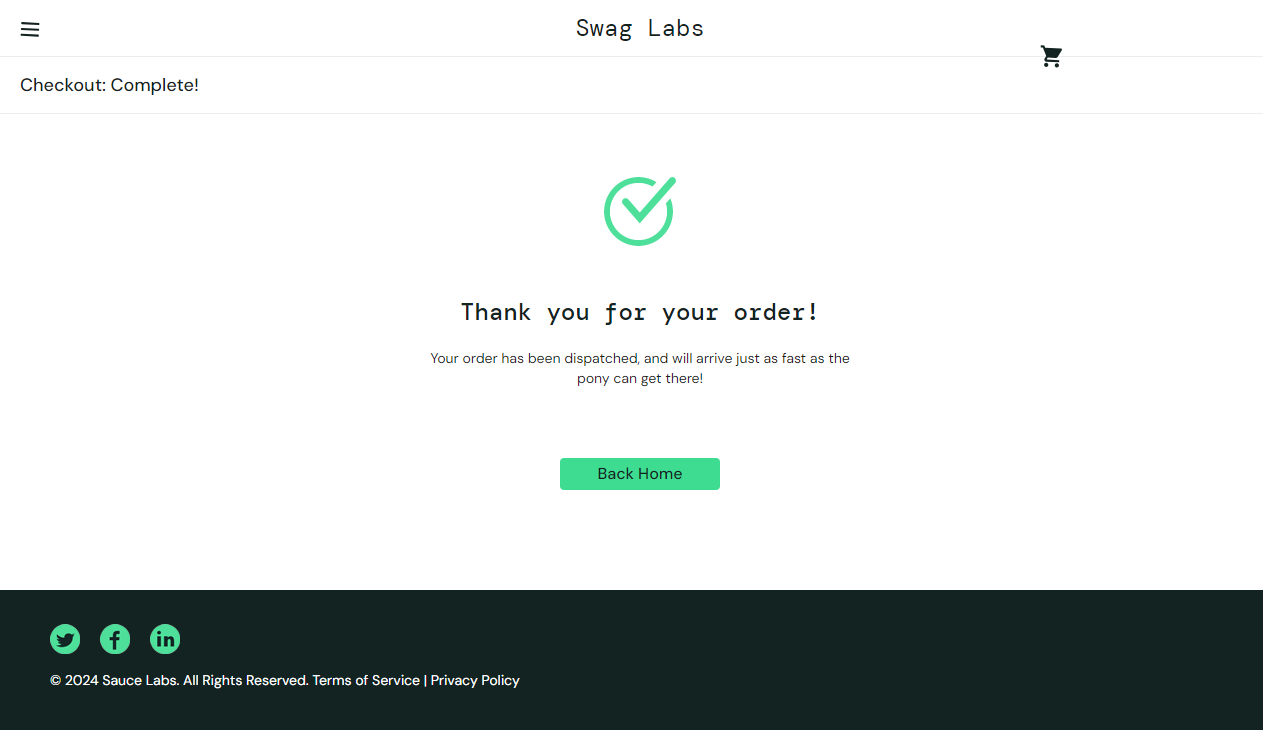 Swag Labs
Checkout: Complete!
Thank you for your order!
Your order has been dispatched, and will arrive just as fast as the
pony can get there!
Back Home
© 2024 Sauce Labs. All Rights Reserved. Terms of Service | Privacy Policy